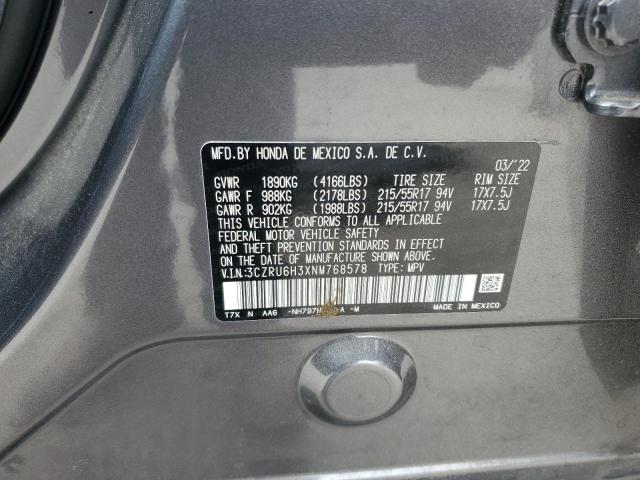 MFD.BY HONDA DE MEXICO S.A. DE C.V. 03/'22
GVWR 1890KG (4166LBS) TIRE SIZE RIM SIZE
GAWR F 988KG (2178LBS) 215/55R17 94V 17X7.5J
GAWR R 902KG (1988LBS) 215/55R17 94V 17X7.5J
THIS VEHICLE CONFORMS TO ALL APPLICABLE
FEDERAL MOTOR VEHICLE SAFETY
AND THEFT PREVENTION STANDARDS IN EFFECT
ON THE DATE OF MANUFACTURE SHOWN ABOVE.
V.I.N:3CZRU6H3XNM768578 TYPE: MPV
T7X N AA6 -NH797M -A -M MADE IN MEXICO